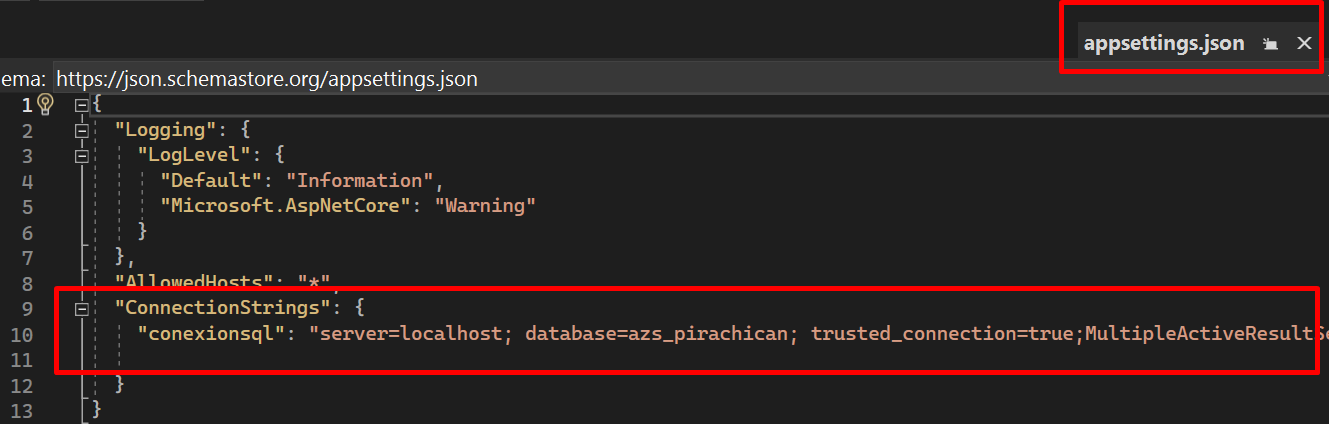 appsettings.json
ema: https://json.schemastore.org/appsettings.json
1 {
2 "Logging": {
3 "LogLevel": {
4 "Default": "Information",
5 "Microsoft.AspNetCore": "Warning"
6 }
7 },
8 "AllowedHosts": "*",
9 "ConnectionStrings": {
10 "conexionsql": "server=localhost; database=azs_pirachican; trusted_connection=true;MultipleActiveResultSe
11
12 }
13 }